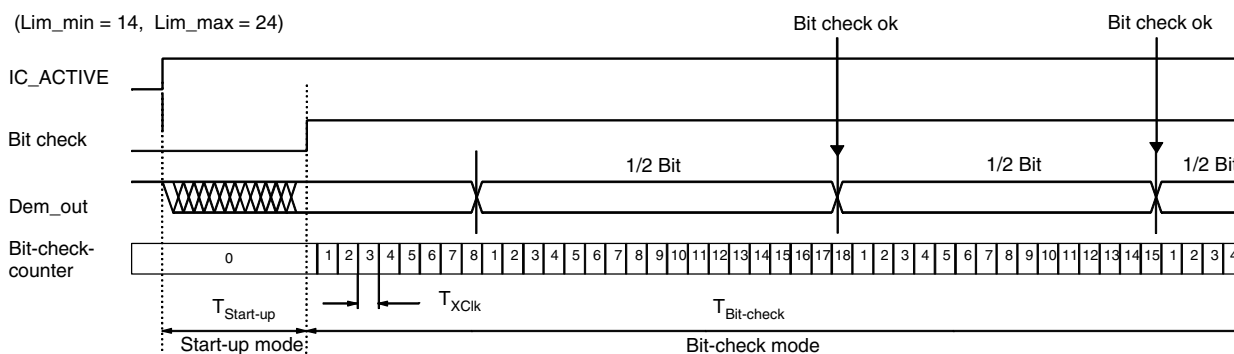 (Lim_min = 14, Lim_max = 24)
Bit check ok
Bit check ok
IC_ACTIVE
Bit check
1/2 Bit
1/2 Bit
1/2 Bit
Dem_out
Bit-check-
counter
0
1 2 3 4 5 6 7 8 1 2 3 4 5 6 7 8 9 10 11 12 13 14 15 16 17 18 1 2 3 4 5 6 7 8 9 10 11 12 13 14 15 1 2 3 4
TStart-up
TXClk
TBit-check
Start-up mode
Bit-check mode